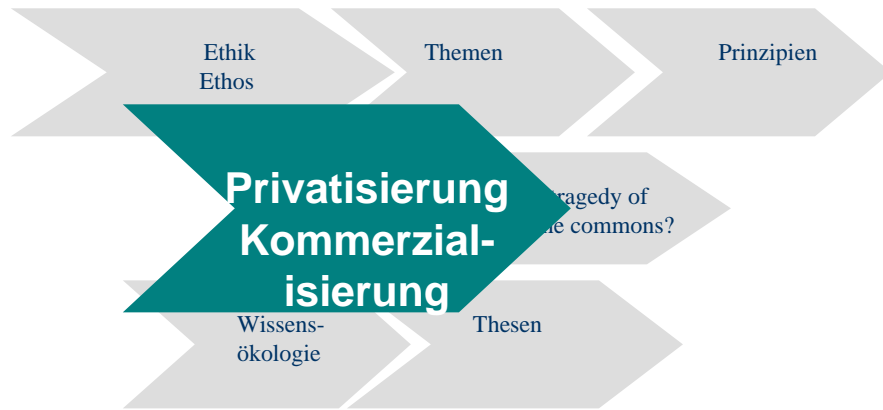 Ethik
Ethos
Themen
Prinzipien
Privatisierung
Kommerzial-
isierung
ragedy of
e commons?
Wissens-
ökologie
Thesen